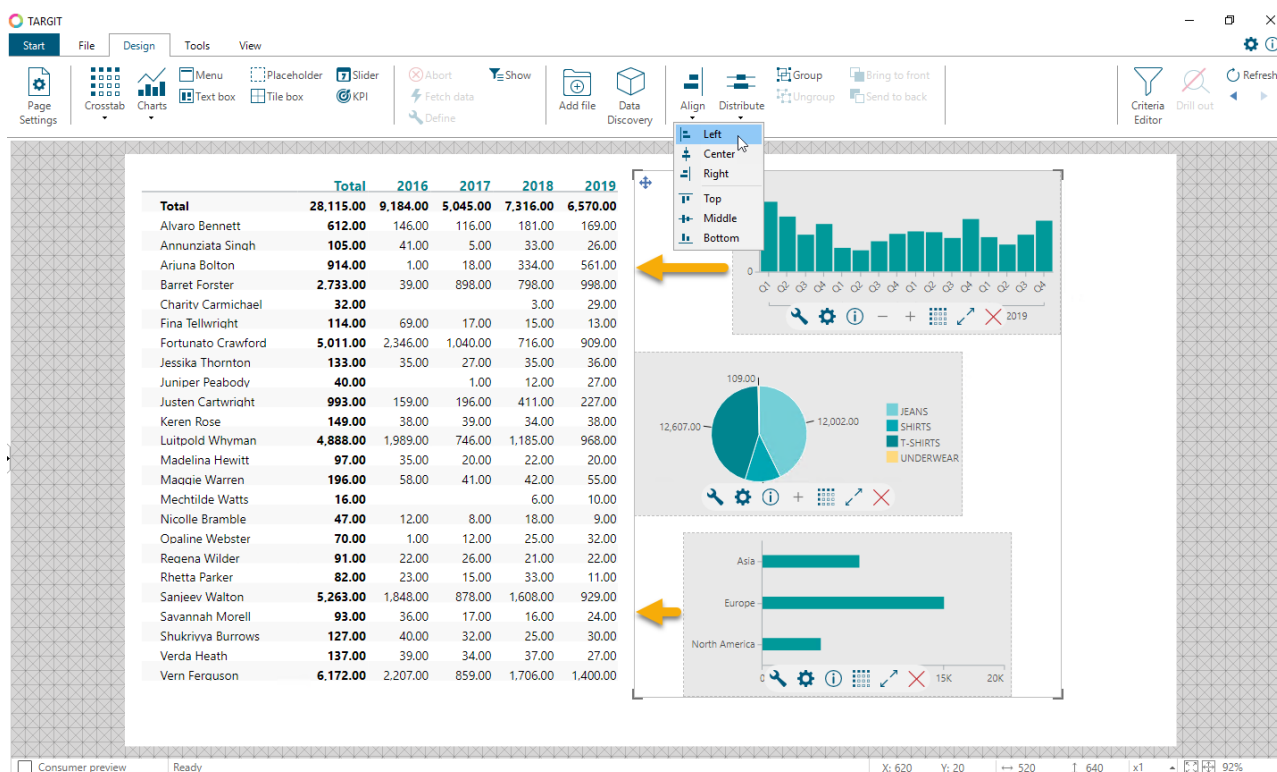 TARGIT
Start File Design Tools View
Menu Placeholder Slider Abort Show Group Bring to front Refresh
Text box Tile box KPI Fetch data Ungroup Send to back
Define
Page Settings Crosstab Charts Add file Data Discovery Align Distribute Criteria Editor Drill out
Left
Center
Right
Top
Middle
Bottom
Total 2016 2017 2018 2019
Total 28,115.00 9,184.00 5,045.00 7,316.00 6,570.00
Alvaro Bennett 612.00 146.00 116.00 181.00 169.00
Annunziata Singh 105.00 41.00 5.00 33.00 26.00
Arjuna Bolton 914.00 1.00 18.00 334.00 561.00
Barret Forster 2,733.00 39.00 898.00 798.00 998.00
Charity Carmichael 32.00 3.00 29.00
Fina Tellwright 114.00 69.00 17.00 15.00 13.00
Fortunato Crawford 5,011.00 2,346.00 1,040.00 716.00 909.00
Jessika Thornton 133.00 35.00 27.00 35.00 36.00
Juniper Peabody 40.00 1.00 12.00 27.00
Justen Cartwright 993.00 159.00 196.00 411.00 227.00
Keren Rose 149.00 38.00 39.00 34.00 38.00
Luitpold Whyman 4,888.00 1,989.00 746.00 1,185.00 968.00
Madelina Hewitt 97.00 35.00 20.00 22.00 20.00
Maggie Warren 196.00 58.00 41.00 42.00 55.00
Mechtilde Watts 16.00 6.00 10.00
Nicolle Bramble 47.00 12.00 8.00 18.00 9.00
Opaline Webster 70.00 1.00 12.00 25.00 32.00
Regena Wilder 91.00 22.00 26.00 21.00 22.00
Rhetta Parker 82.00 23.00 15.00 33.00 11.00
Sanjeev Walton 5,263.00 1,848.00 878.00 1,608.00 929.00
Savannah Morell 93.00 36.00 17.00 16.00 24.00
Shukriyya Burrows 127.00 40.00 32.00 25.00 30.00
Verda Heath 137.00 39.00 34.00 37.00 27.00
Vern Ferguson 6,172.00 2,207.00 859.00 1,706.00 1,400.00
0
Q1 Q2 Q3 Q4 Q1 Q2 Q3 Q4 Q1 Q2 Q3 Q4 Q1 Q2 Q3 Q4
2019
109.00
12,607.00
12,002.00
JEANS
SHIRTS
T-SHIRTS
UNDERWEAR
Asia
Europe
North America
0 15K 20K
Consumer preview Ready X: 620 Y: 20 520 640 x1 92%